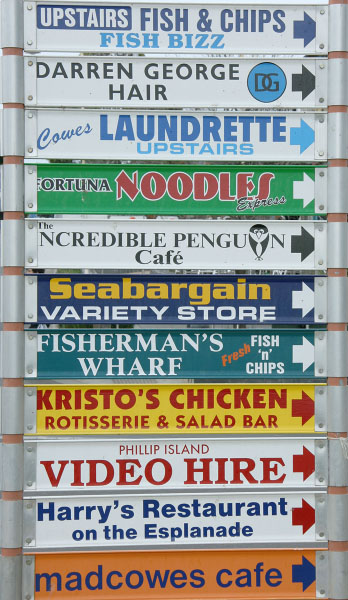 UPSTAIRS FISH & CHIPS
FISH BIZZ
DARREN GEORGE
HAIR
DG
Cowes LAUNDRETTE
UPSTAIRS
FORTUNA NOODLES
Express
The
NCREDIBLE PENGUIN
Café
Seabargain
VARIETY STORE
FISHERMAN'S
WHARF
Fresh FISH
'n'
CHIPS
KRISTO'S CHICKEN
ROTISSERIE & SALAD BAR
PHILLIP ISLAND
VIDEO HIRE
Harry's Restaurant
on the Esplanade
madcowes cafe